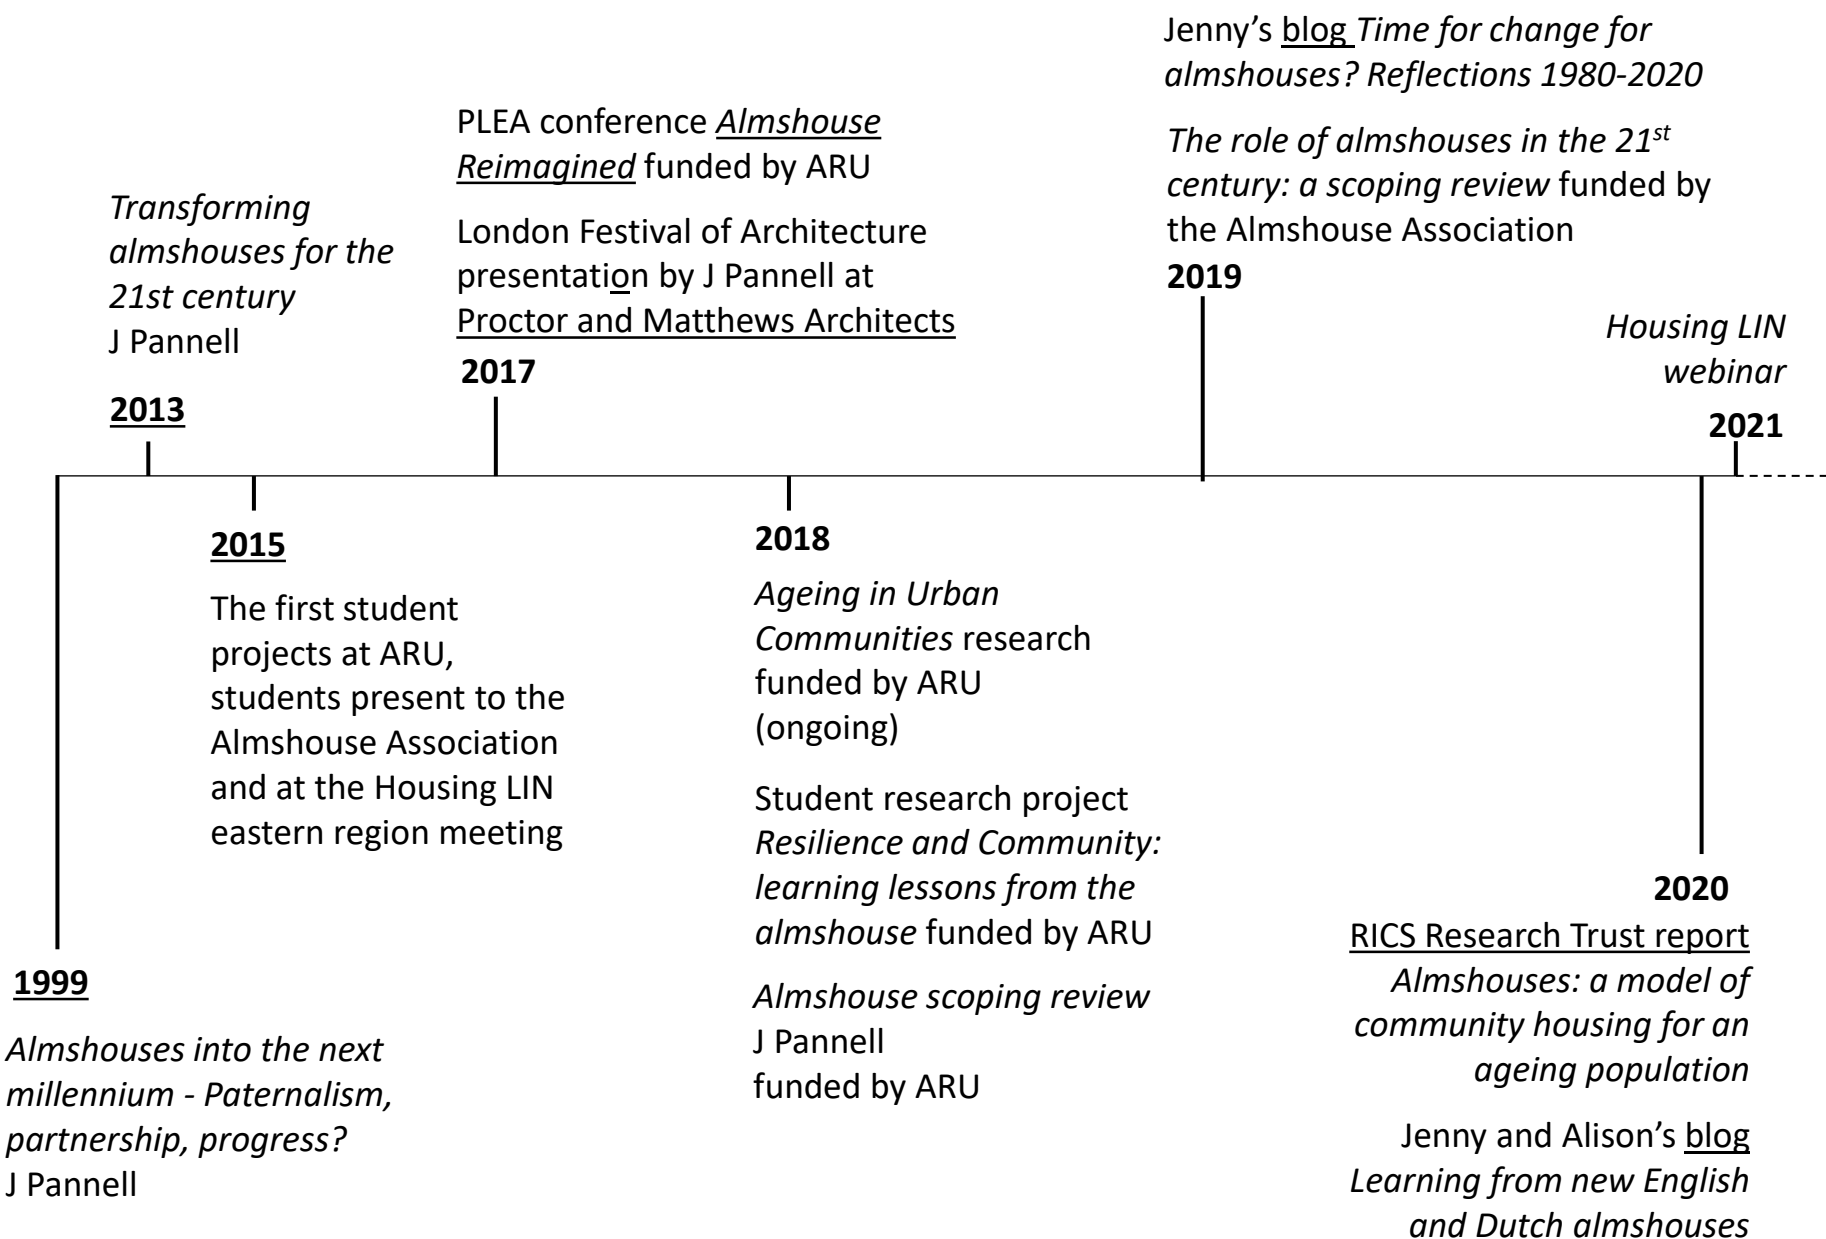 Jenny’s blog Time for change for
almshouses? Reflections 1980-2020
The role of almshouses in the 21st
century: a scoping review funded by
the Almshouse Association
2019
PLEA conference Almshouse
Reimagined funded by ARU
London Festival of Architecture
presentation by J Pannell at
Proctor and Matthews Architects
2017
Transforming
almshouses for the
21st century
J Pannell
2013
Housing LIN
webinar
2021
2015
The first student
projects at ARU,
students present to the
Almshouse Association
and at the Housing LIN
eastern region meeting
2018
Ageing in Urban
Communities research
funded by ARU
(ongoing)
Student research project
Resilience and Community:
learning lessons from the
almshouse funded by ARU
Almshouse scoping review
J Pannell
funded by ARU
2020
RICS Research Trust report
Almshouses: a model of
community housing for an
ageing population
Jenny and Alison’s blog
Learning from new English
and Dutch almshouses
1999
Almshouses into the next
millennium - Paternalism,
partnership, progress?
J Pannell